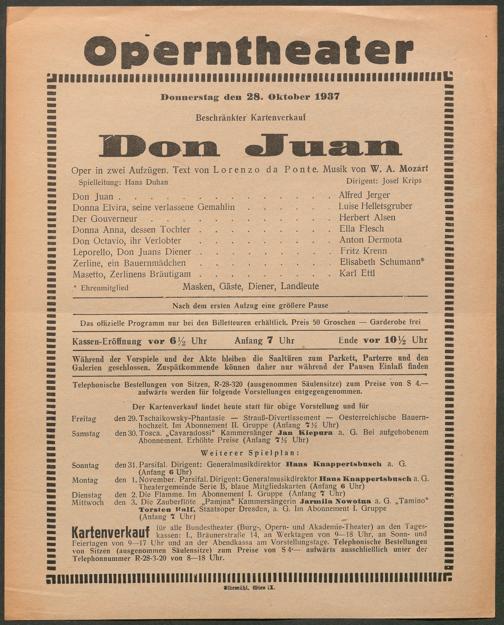 Operntheater
Donnerstag den 28. Oktober 1937
Beschränkter Kartenverkauf
Don Juan
Oper in zwei Aufzügen. Text von Lorenzo da Ponte. Musik von W. A. Mozart
Spielleitung: Hans Duhan Dirigent: Josef Krips
Don Juan . . . . . . . . . . Alfred Jerger
Donna Elvira, seine verlassene Gemahlin . . . . . Luise Helletsgruber
Der Gouverneur . . . . . . . . Herbert Alsen
Donna Anna, dessen Tochter . . . . . . Ella Flesch
Don Octavio, ihr Verlobter . . . . . . Anton Dermota
Leporello, Don Juans Diener . . . . . . Fritz Krenn
Zerline, ein Bauernmädchen . . . . . . Elisabeth Schumann*
Masetto, Zerlinens Bräutigam . . . . . . Karl Ettl
* Ehrenmitglied Masken, Gäste, Diener, Landleute
Nach dem ersten Aufzug eine größere Pause
Das offizielle Programm nur bei den Billetteuren erhältlich. Preis 50 Groschen — Garderobe frei
Kassen-Eröffnung vor 6½ Uhr Anfang 7 Uhr Ende vor 10½ Uhr
Während der Vorspiele und der Akte bleiben die Saaltüren zum Parkett, Parterre und den
Galerien geschlossen. Zuspätkommende können daher nur während der Pausen Einlaß finden
Telephonische Bestellungen von Sitzen, R-28-320 (ausgenommen Säulensitze) zum Preise von S 4.—
aufwärts werden für folgende Vorstellungen entgegengenommen.
Der Kartenverkauf findet heute statt für obige Vorstellung und für
Freitag den 29. Tschaikowsky-Phantasie — Strauß-Divertissement — Oesterreichische Bauern-
hochzeit. Im Abonnement II. Gruppe (Anfang 7½ Uhr)
Samstag den 30. Tosca. „Cavaradossi" Kammersänger Jan Kiepura a. G. Bei aufgehobenem
Abonnement. Erhöhte Preise (Anfang 7½ Uhr)
Weiterer Spielplan:
Sonntag den 31. Parsifal. Dirigent: Generalmusikdirektor Hans Knappertsbusch a. G.
(Anfang 6 Uhr)
Montag den 1. November. Parsifal. Dirigent: Generalmusikdirektor Hans Knappertsbusch a. G.
Theatergemeinde Serie B, blaue Mitgliedskarten (Anfang 6 Uhr)
Dienstag den 2. Die Flamme. Im Abonnement I. Gruppe (Anfang 7 Uhr)
Mittwoch den 3. Die Zauberflöte „Pamina" Kammersängerin Jarmila Novotna a. G. „Tamino"
Torsten Ralf, Staatsoper Dresden, a. G. Im Abonnement I. Gruppe
(Anfang 7 Uhr)
Kartenverkauf für alle Bundestheater (Burg-, Opern- und Akademie-Theater) an den Tages-
kassen: I., Bräunerstraße 14, an Werktagen von 9—18 Uhr, an Sonn- und
Feiertagen von 9—17 Uhr und an der Abendkassa am Vorstellungstage. Telephonische Bestellungen
von Sitzen (ausgenommen Säulensitze) zum Preise von S 4·— aufwärts ausschließlich unter der
Telephonnummer R-28-3-20 von 8—18 Uhr.